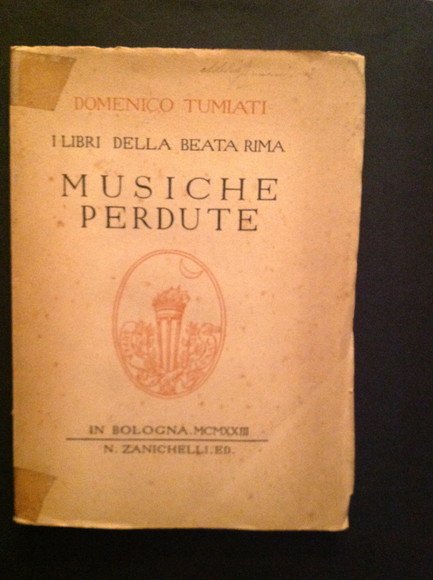 DOMENICO TUMIATI
I LIBRI DELLA BEATA RIMA
MUSICHE
PERDUTE
IN BOLOGNA. MCMXXIII
N. ZANICHELLI. ED.